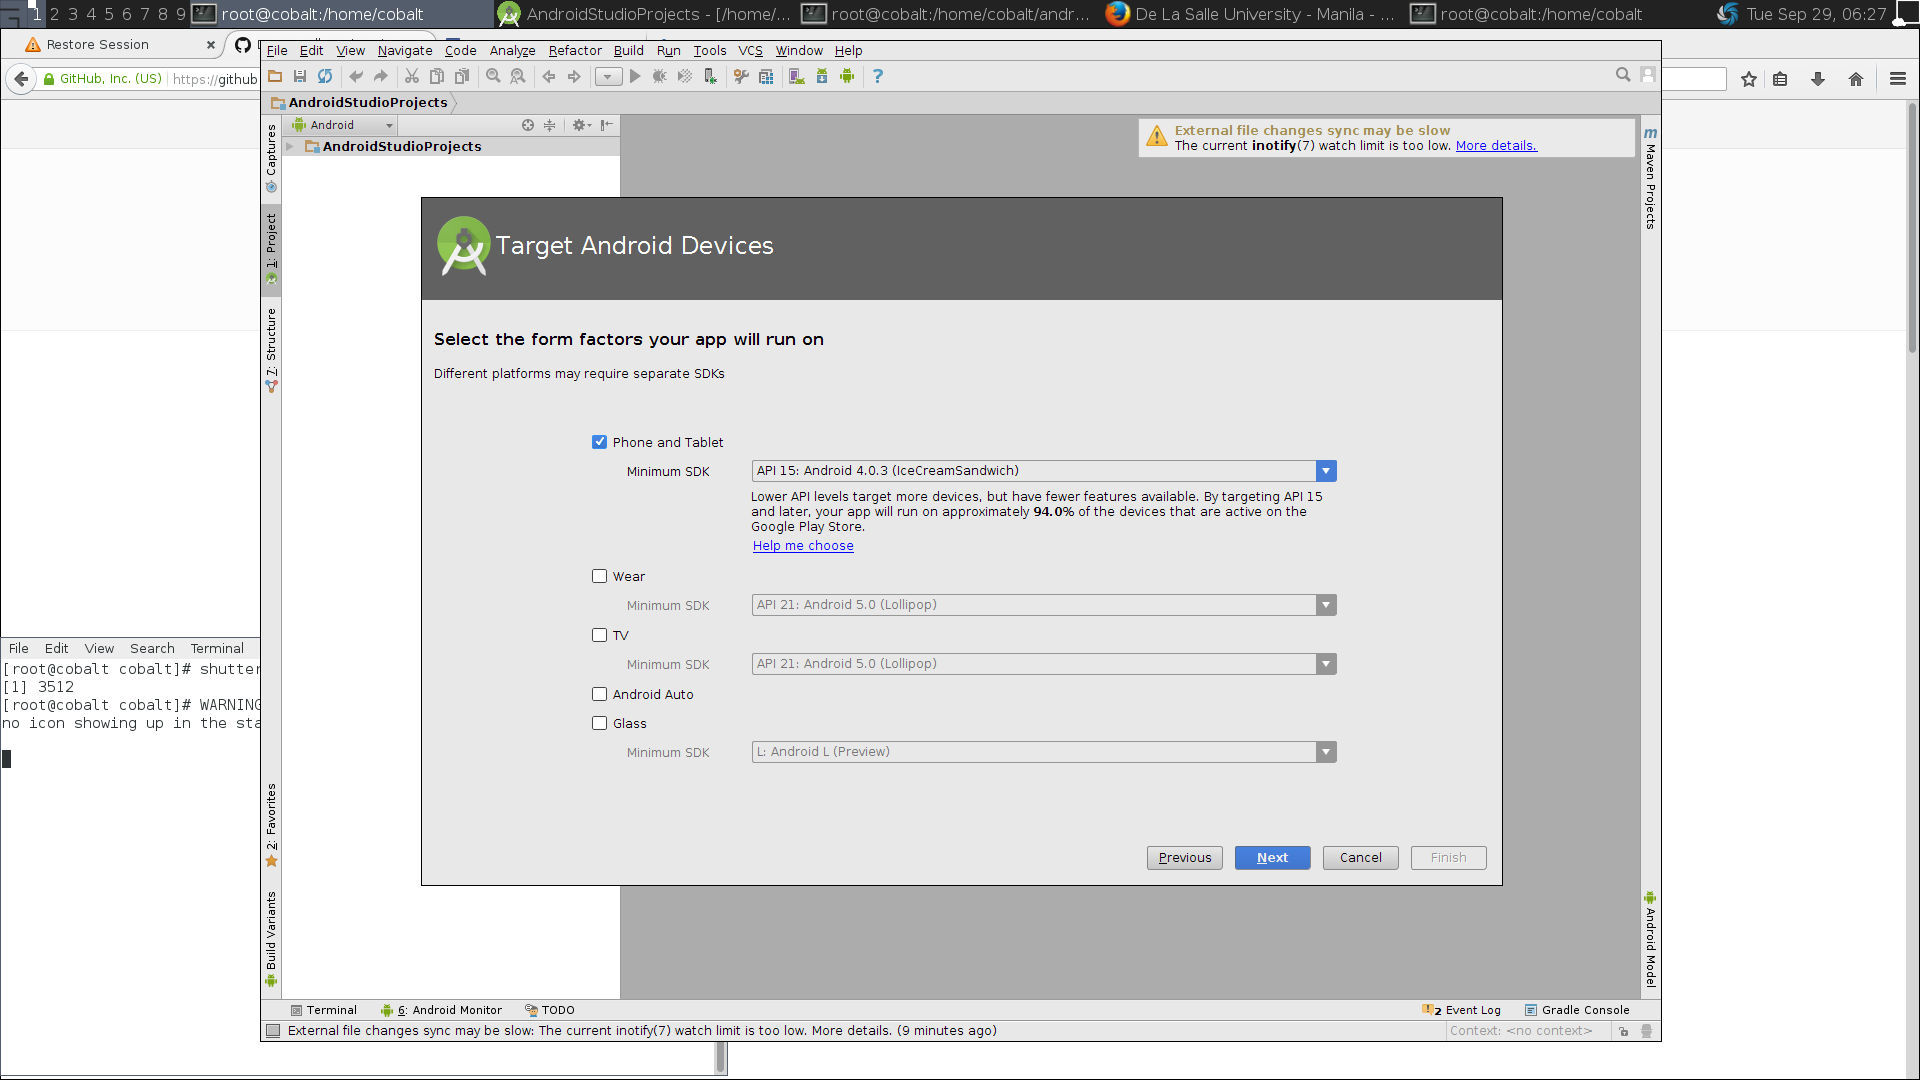 1 2 3 4 5 6 7 8 9 root@cobalt:/home/cobalt AndroidStudioProjects - [/home/... root@cobalt:/home/cobalt/andr... De La Salle University - Manila - ... root@cobalt:/home/cobalt Tue Sep 29, 06:27
Restore Session
GitHub, Inc. (US) https://github
File Edit View Navigate Code Analyze Refactor Build Run Tools VCS Window Help
AndroidStudioProjects
Android
AndroidStudioProjects
External file changes sync may be slow
The current inotify(7) watch limit is too low. More details.
Captures
1: Project
7: Structure
2: Favorites
Build Variants
Maven Projects
Android Model
Target Android Devices
Select the form factors your app will run on
Different platforms may require separate SDKs
Phone and Tablet
Minimum SDK API 15: Android 4.0.3 (IceCreamSandwich)
Lower API levels target more devices, but have fewer features available. By targeting API 15
and later, your app will run on approximately 94.0% of the devices that are active on the
Google Play Store.
Help me choose
Wear
Minimum SDK API 21: Android 5.0 (Lollipop)
TV
Minimum SDK API 21: Android 5.0 (Lollipop)
Android Auto
Glass
Minimum SDK L: Android L (Preview)
Previous Next Cancel Finish
File Edit View Search Terminal
[root@cobalt cobalt]# shutter
[1] 3512
[root@cobalt cobalt]# WARNING
no icon showing up in the sta
Terminal 6: Android Monitor TODO 2 Event Log Gradle Console
External file changes sync may be slow: The current inotify(7) watch limit is too low. More details. (9 minutes ago) Context: <no context>